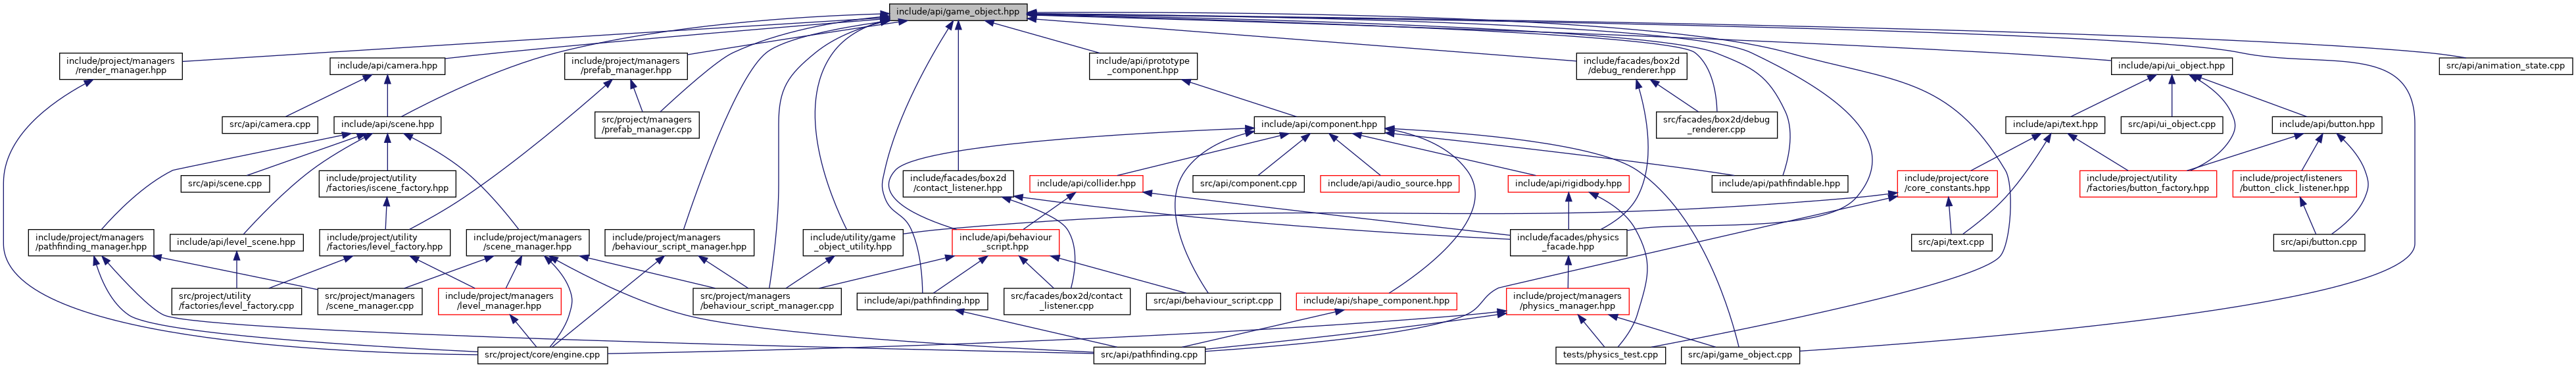 include/api/game_object.hpp
include/project/managers
/render_manager.hpp
include/api/camera.hpp
include/project/managers
/prefab_manager.hpp
include/api/iprototype
_component.hpp
include/facades/box2d
/debug_renderer.hpp
include/api/ui_object.hpp
src/api/animation_state.cpp
src/api/camera.cpp
include/api/scene.hpp
src/project/managers
/prefab_manager.cpp
include/api/component.hpp
src/facades/box2d/debug
_renderer.cpp
include/api/text.hpp
src/api/ui_object.cpp
include/api/button.hpp
src/api/scene.cpp
include/project/utility
/factories/iscene_factory.hpp
include/facades/box2d
/contact_listener.hpp
include/api/collider.hpp
src/api/component.cpp
include/api/audio_source.hpp
include/api/rigidbody.hpp
include/api/pathfindable.hpp
include/project/core
/core_constants.hpp
include/project/utility
/factories/button_factory.hpp
include/project/listeners
/button_click_listener.hpp
include/project/managers
/pathfinding_manager.hpp
include/api/level_scene.hpp
include/project/utility
/factories/level_factory.hpp
include/project/managers
/scene_manager.hpp
include/project/managers
/behaviour_script_manager.hpp
include/utility/game
_object_utility.hpp
include/api/behaviour
_script.hpp
include/facades/physics
_facade.hpp
src/api/text.cpp
src/api/button.cpp
src/project/utility
/factories/level_factory.cpp
src/project/managers
/scene_manager.cpp
include/project/managers
/level_manager.hpp
src/project/managers
/behaviour_script_manager.cpp
include/api/pathfinding.hpp
src/facades/box2d/contact
_listener.cpp
src/api/behaviour_script.cpp
include/api/shape_component.hpp
include/project/managers
/physics_manager.hpp
src/project/core/engine.cpp
src/api/pathfinding.cpp
tests/physics_test.cpp
src/api/game_object.cpp